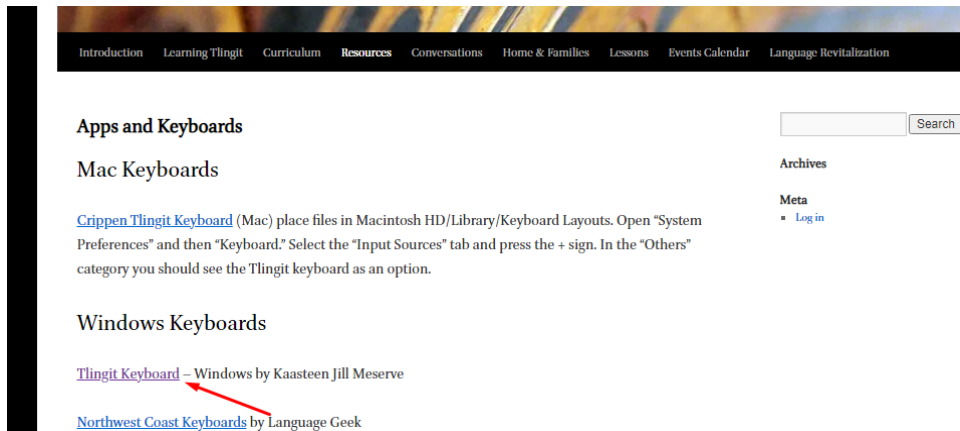 Introduction Learning Tlingit Curriculum Resources Conversations Home & Families Lessons Events Calendar Language Revitalization
Apps and Keyboards
Search
Mac Keyboards
Archives
Meta
Log in
Crippen Tlingit Keyboard (Mac) place files in Macintosh HD/Library/Keyboard Layouts. Open “System
Preferences” and then “Keyboard.” Select the “Input Sources” tab and press the + sign. In the “Others”
category you should see the Tlingit keyboard as an option.
Windows Keyboards
Tlingit Keyboard – Windows by Kaasteen Jill Meserve
Northwest Coast Keyboards by Language Geek